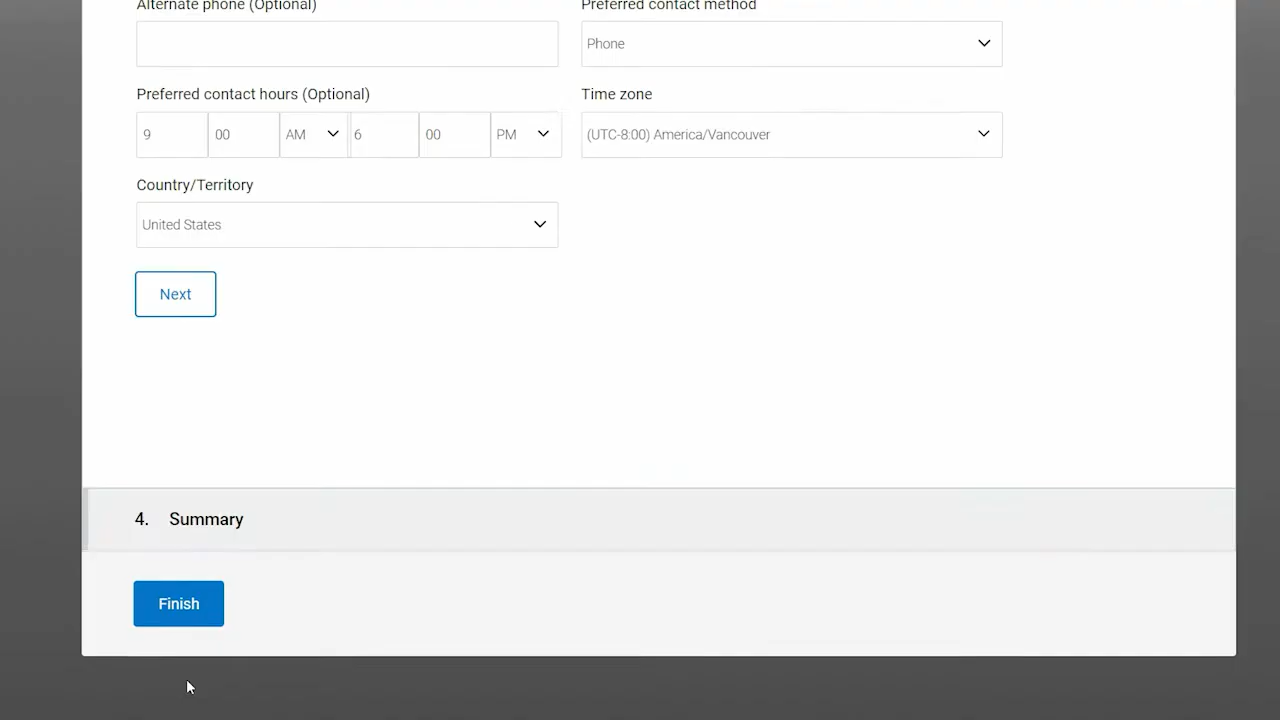 Alternate phone (Optional) Preferred contact method
Phone
Preferred contact hours (Optional) Time zone
9 00 AM 6 00 PM (UTC-8:00) America/Vancouver
Country/Territory
United States
Next
4. Summary
Finish